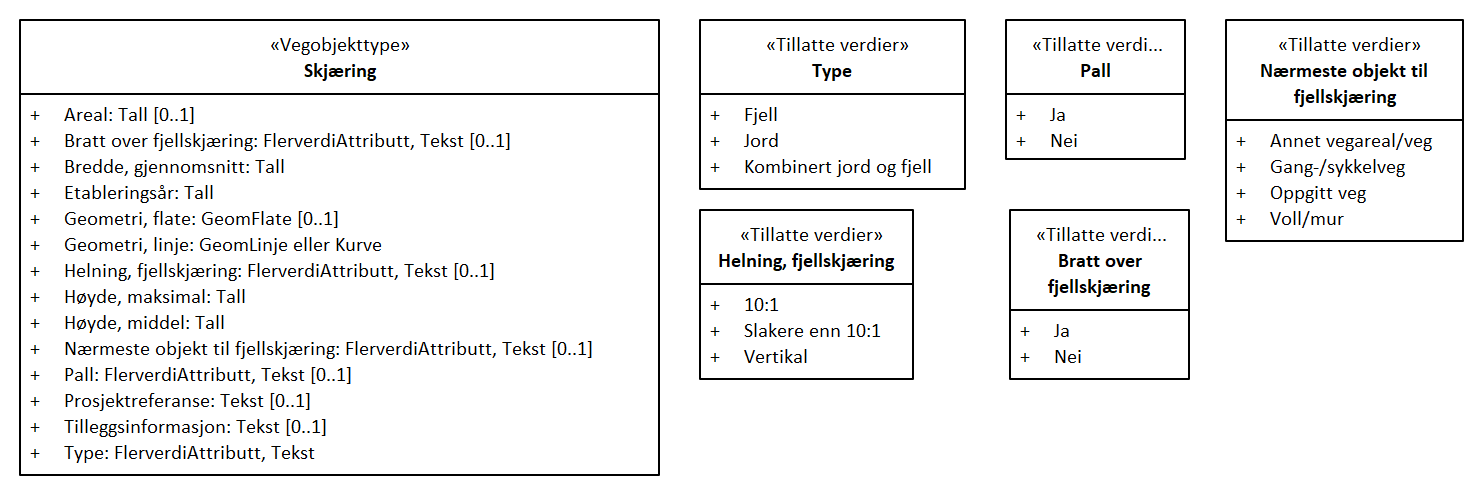 «Vegobjekttype»
Skjæring
+ Areal: Tall [0..1]
+ Bratt over fjellskjæring: FlerverdiAttributt, Tekst [0..1]
+ Bredde, gjennomsnitt: Tall
+ Etableringsår: Tall
+ Geometri, flate: GeomFlate [0..1]
+ Geometri, linje: GeomLinje eller Kurve
+ Helning, fjellskjæring: FlerverdiAttributt, Tekst [0..1]
+ Høyde, maksimal: Tall
+ Høyde, middel: Tall
+ Nærmeste objekt til fjellskjæring: FlerverdiAttributt, Tekst [0..1]
+ Pall: FlerverdiAttributt, Tekst [0..1]
+ Prosjektreferanse: Tekst [0..1]
+ Tilleggsinformasjon: Tekst [0..1]
+ Type: FlerverdiAttributt, Tekst
«Tillatte verdier»
Type
+ Fjell
+ Jord
+ Kombinert jord og fjell
«Tillatte verdi...
Pall
+ Ja
+ Nei
«Tillatte verdier»
Nærmeste objekt til
fjellskjæring
+ Annet vegareal/veg
+ Gang-/sykkelveg
+ Oppgitt veg
+ Voll/mur
«Tillatte verdier»
Helning, fjellskjæring
+ 10:1
+ Slakere enn 10:1
+ Vertikal
«Tillatte verdi...
Bratt over
fjellskjæring
+ Ja
+ Nei